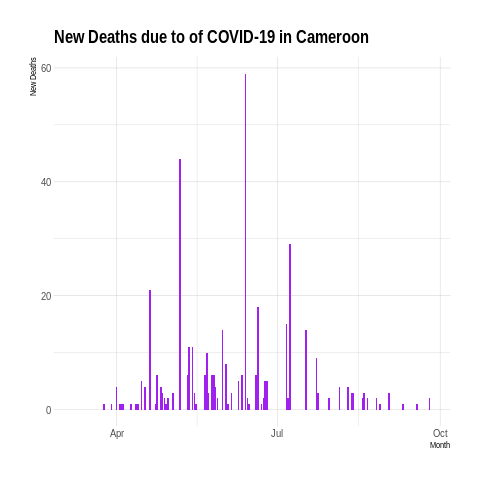 New Deaths due to of COVID-19 in Cameroon
New Deaths
60
40
20
0
Apr
Jul
Oct
Month